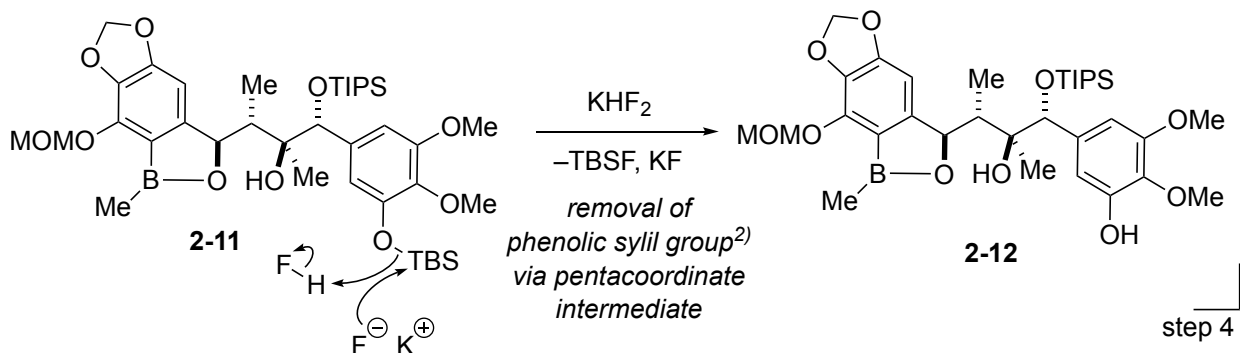 O
O
Me
OTIPS
MOMO
OMe
B
O
HO
Me
OMe
Me
O
TBS
F
H
F⊖ K⊕
2-11
KHF2
–TBSF, KF
removal of
phenolic sylil group2)
via pentacoordinate
intermediate
O
O
Me
OTIPS
MOMO
OMe
B
O
HO
Me
OMe
Me
OH
2-12
step 4